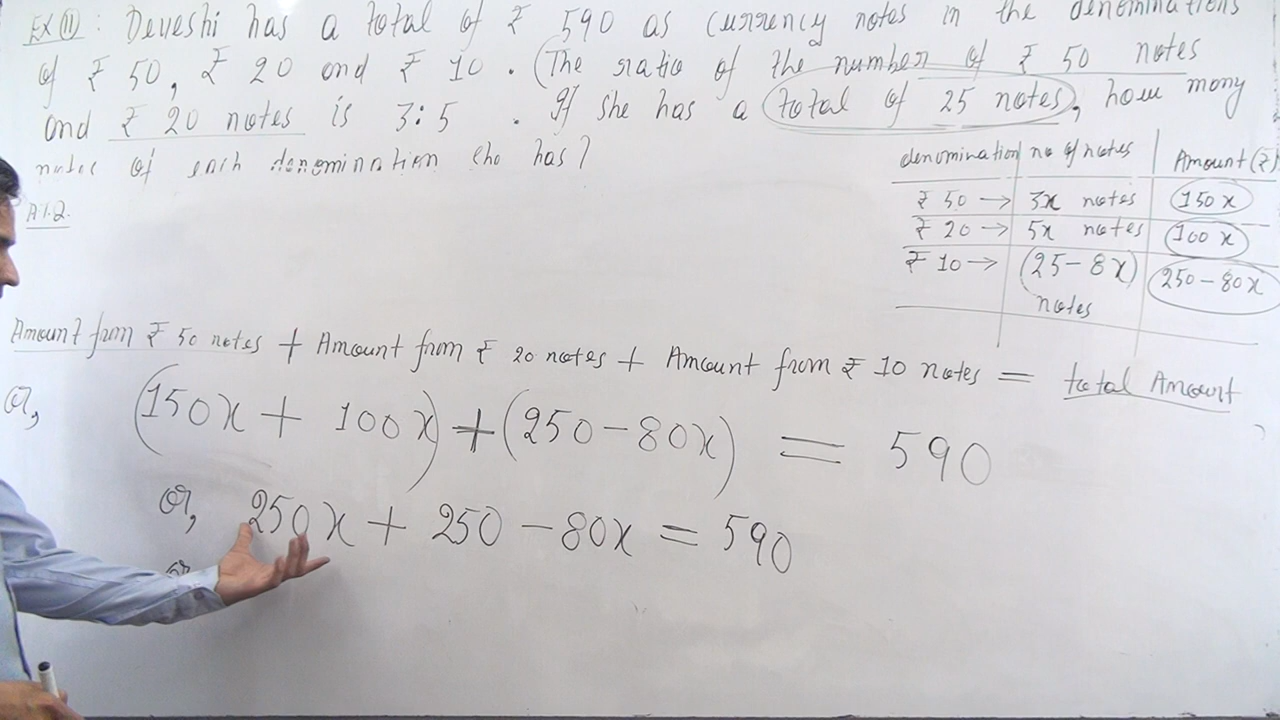 EX (11) : Deveshi has a total of ₹ 590 as currency notes in the denominations
of ₹ 50, ₹ 20 and ₹ 10. (The ratio of the number of ₹ 50 notes
and ₹ 20 notes is 3:5. If she has a total of 25 notes, how many
notes of each denomination she has?
denomination no of notes Amount (₹)
₹ 50 → 3x notes 150x
₹ 20 → 5x notes 100x
₹ 10 → (25-8x) 250-80x
notes
Amount from ₹ 50 notes + Amount from ₹ 20 notes + Amount from ₹ 10 notes = total Amount
or, (150x + 100x) + (250-80x) = 590
or, 250x + 250 - 80x = 590